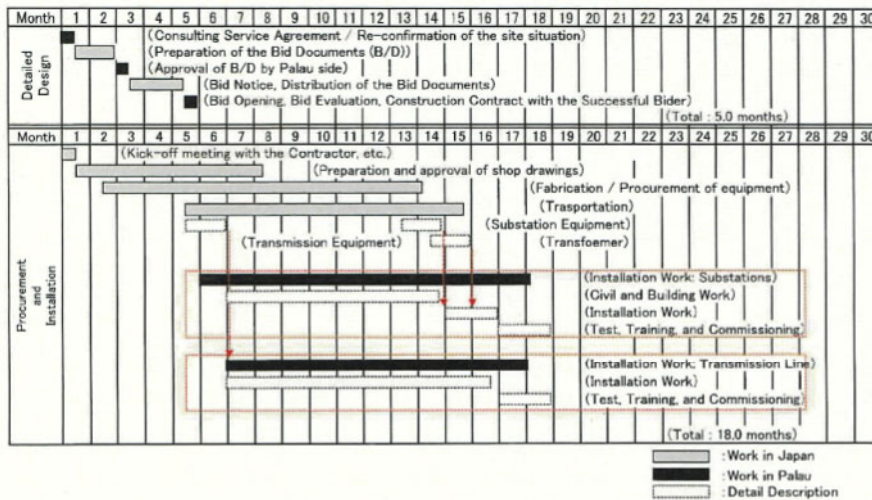 Month 1 2 3 4 5 6 7 8 9 10 11 12 13 14 15 16 17 18 19 20 21 22 23 24 25 26 27 28 29 30
Detailed Design
(Consulting Service Agreement / Re-confirmation of the site situation)
(Preparation of the Bid Documents (B/D))
(Approval of B/D by Palau side)
(Bid Notice, Distribution of the Bid Documents)
(Bid Opening, Bid Evaluation, Construction Contract with the Successful Bider)
(Total : 5.0 months)
Month 1 2 3 4 5 6 7 8 9 10 11 12 13 14 15 16 17 18 19 20 21 22 23 24 25 26 27 28 29 30
Procurement and Installation
(Kick-off meeting with the Contractor, etc.)
(Preparation and approval of shop drawings)
(Fabrication / Procurement of equipment)
(Trasportation)
(Substation Equipment)
(Transmission Equipment) (Transfoemer)
(Installation Work: Substations)
(Civil and Building Work)
(Installation Work)
(Test, Training, and Commissioning)
(Installation Work: Transmission Line)
(Installation Work)
(Test, Training, and Commissioning)
(Total : 18.0 months)
:Work in Japan
:Work in Palau
:Detail Description